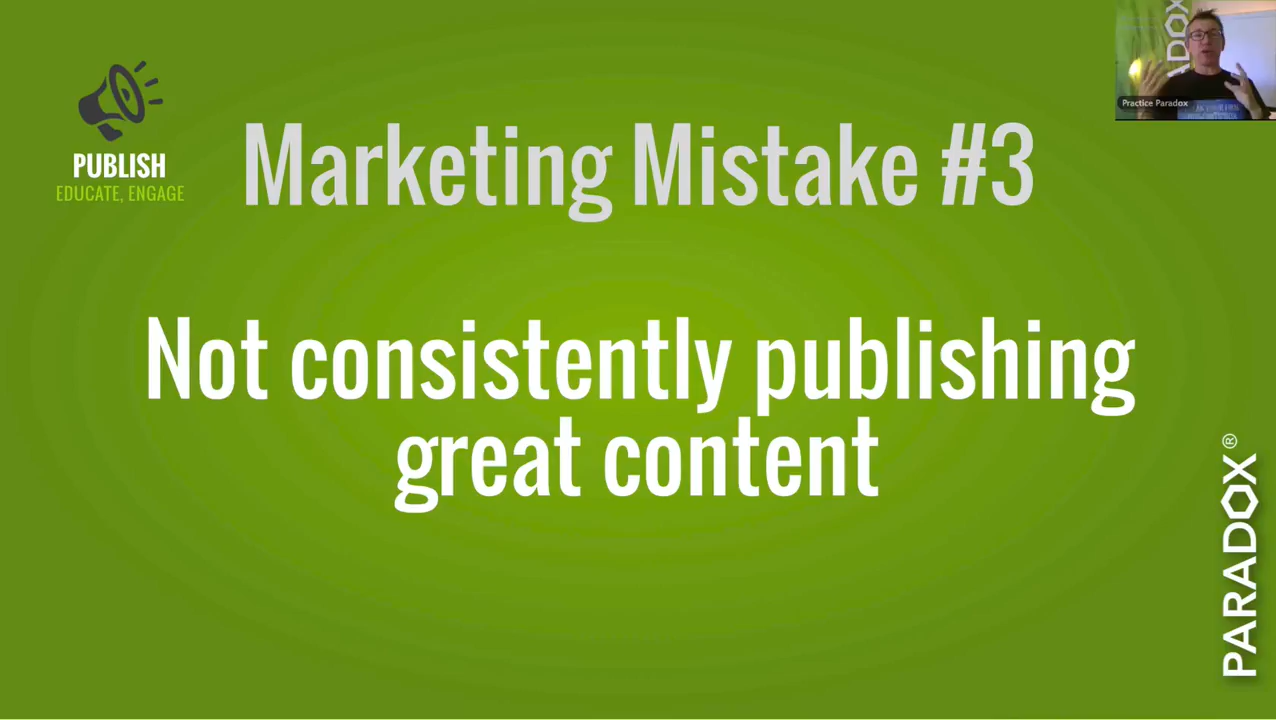 PUBLISH
EDUCATE, ENGAGE
Marketing Mistake #3
Not consistently publishing
great content
Practice Paradox
PARADOX®